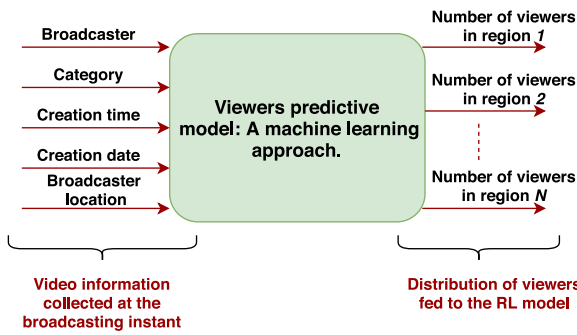 Broadcaster
Category
Creation time
Creation date
Broadcaster
location
Viewers predictive
model: A machine learning
approach.
Number of viewers
in region 1
Number of viewers
in region 2
Number of viewers
in region N
Video information
collected at the
broadcasting instant
Distribution of viewers
fed to the RL model